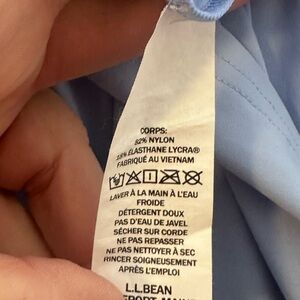 CORPS:
82% NYLON
18% ÉLASTHANE LYCRA®
FABRIQUÉ AU VIETNAM
LAVER À LA MAIN À L'EAU
FROIDE
DÉTERGENT DOUX
PAS D'EAU DE JAVEL
SÉCHER SUR CORDE
NE PAS REPASSER
NE PAS NETTOYER À SEC
RINCER SOIGNEUSEMENT
APRÈS L'EMPLOI
L.L.BEAN